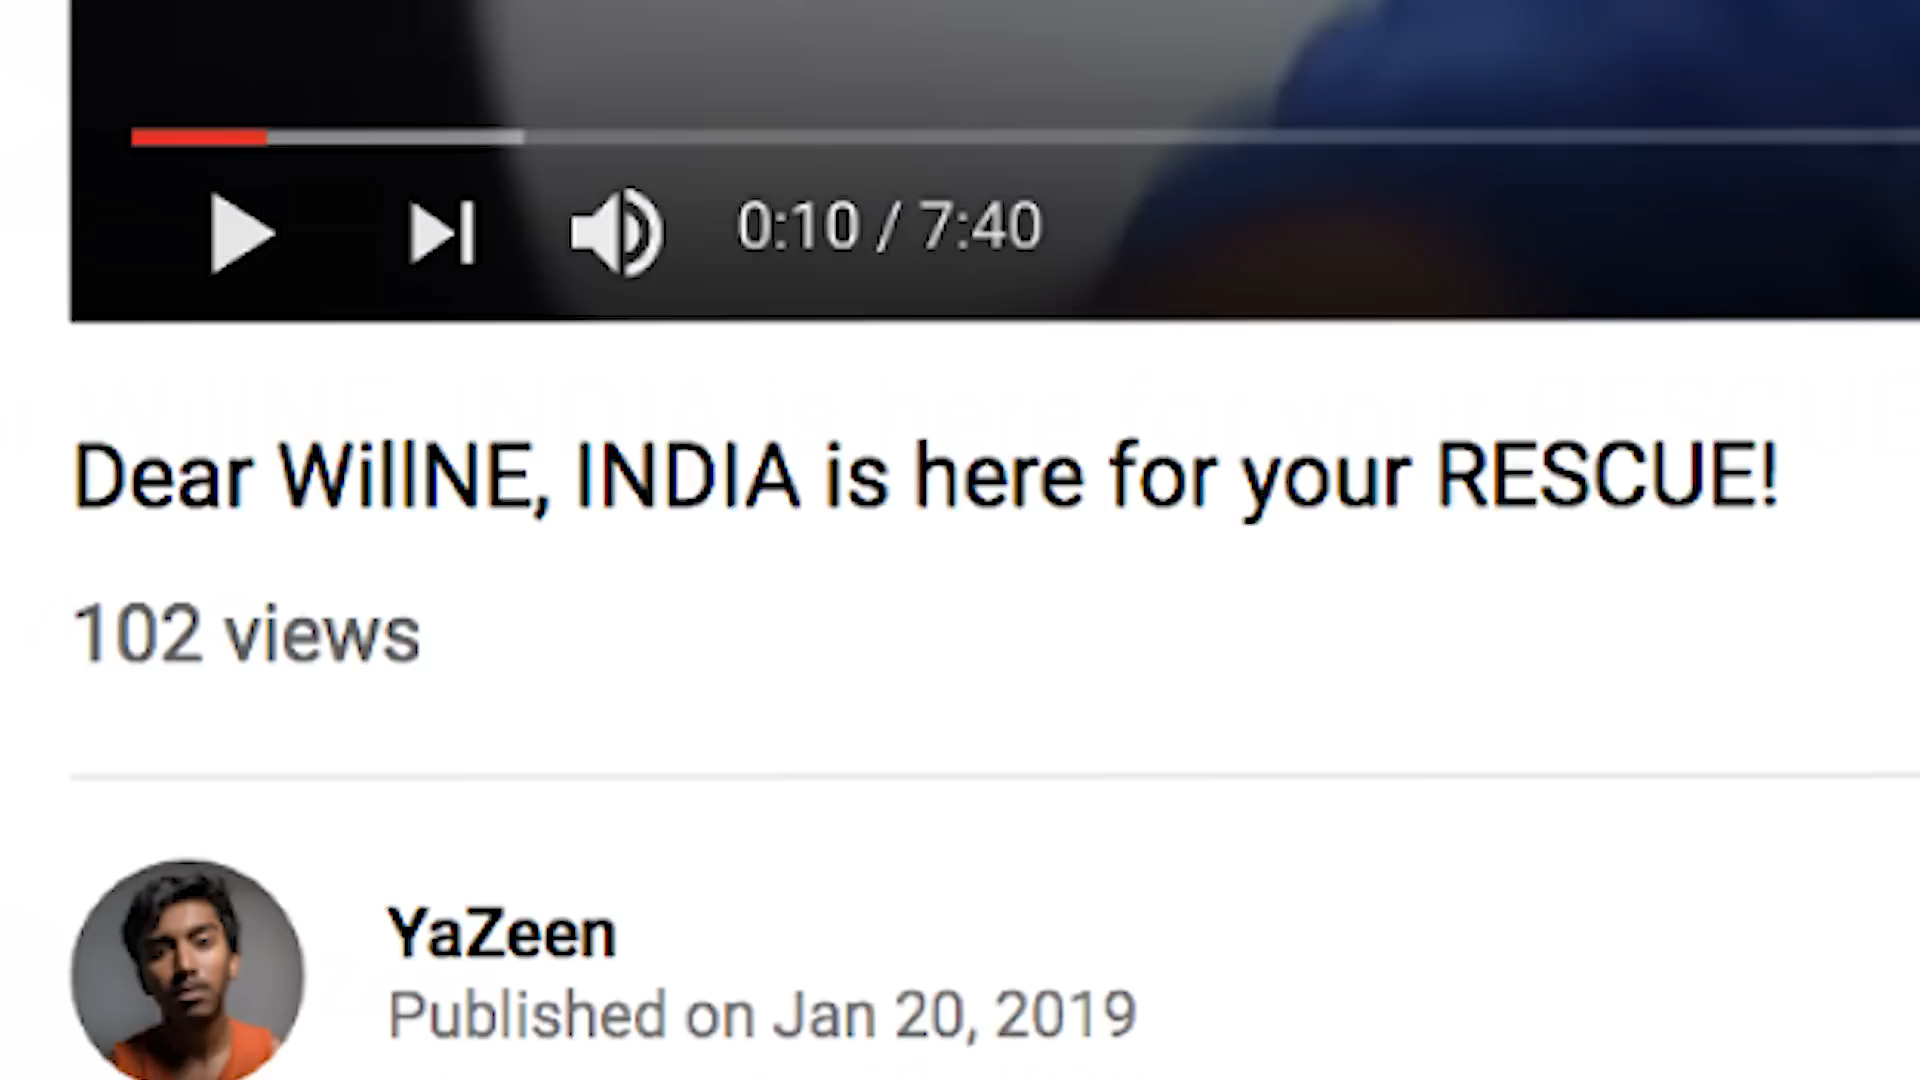 0:10 / 7:40
Dear WillNE, INDIA is here for your RESCUE!
102 views
YaZeen
Published on Jan 20, 2019